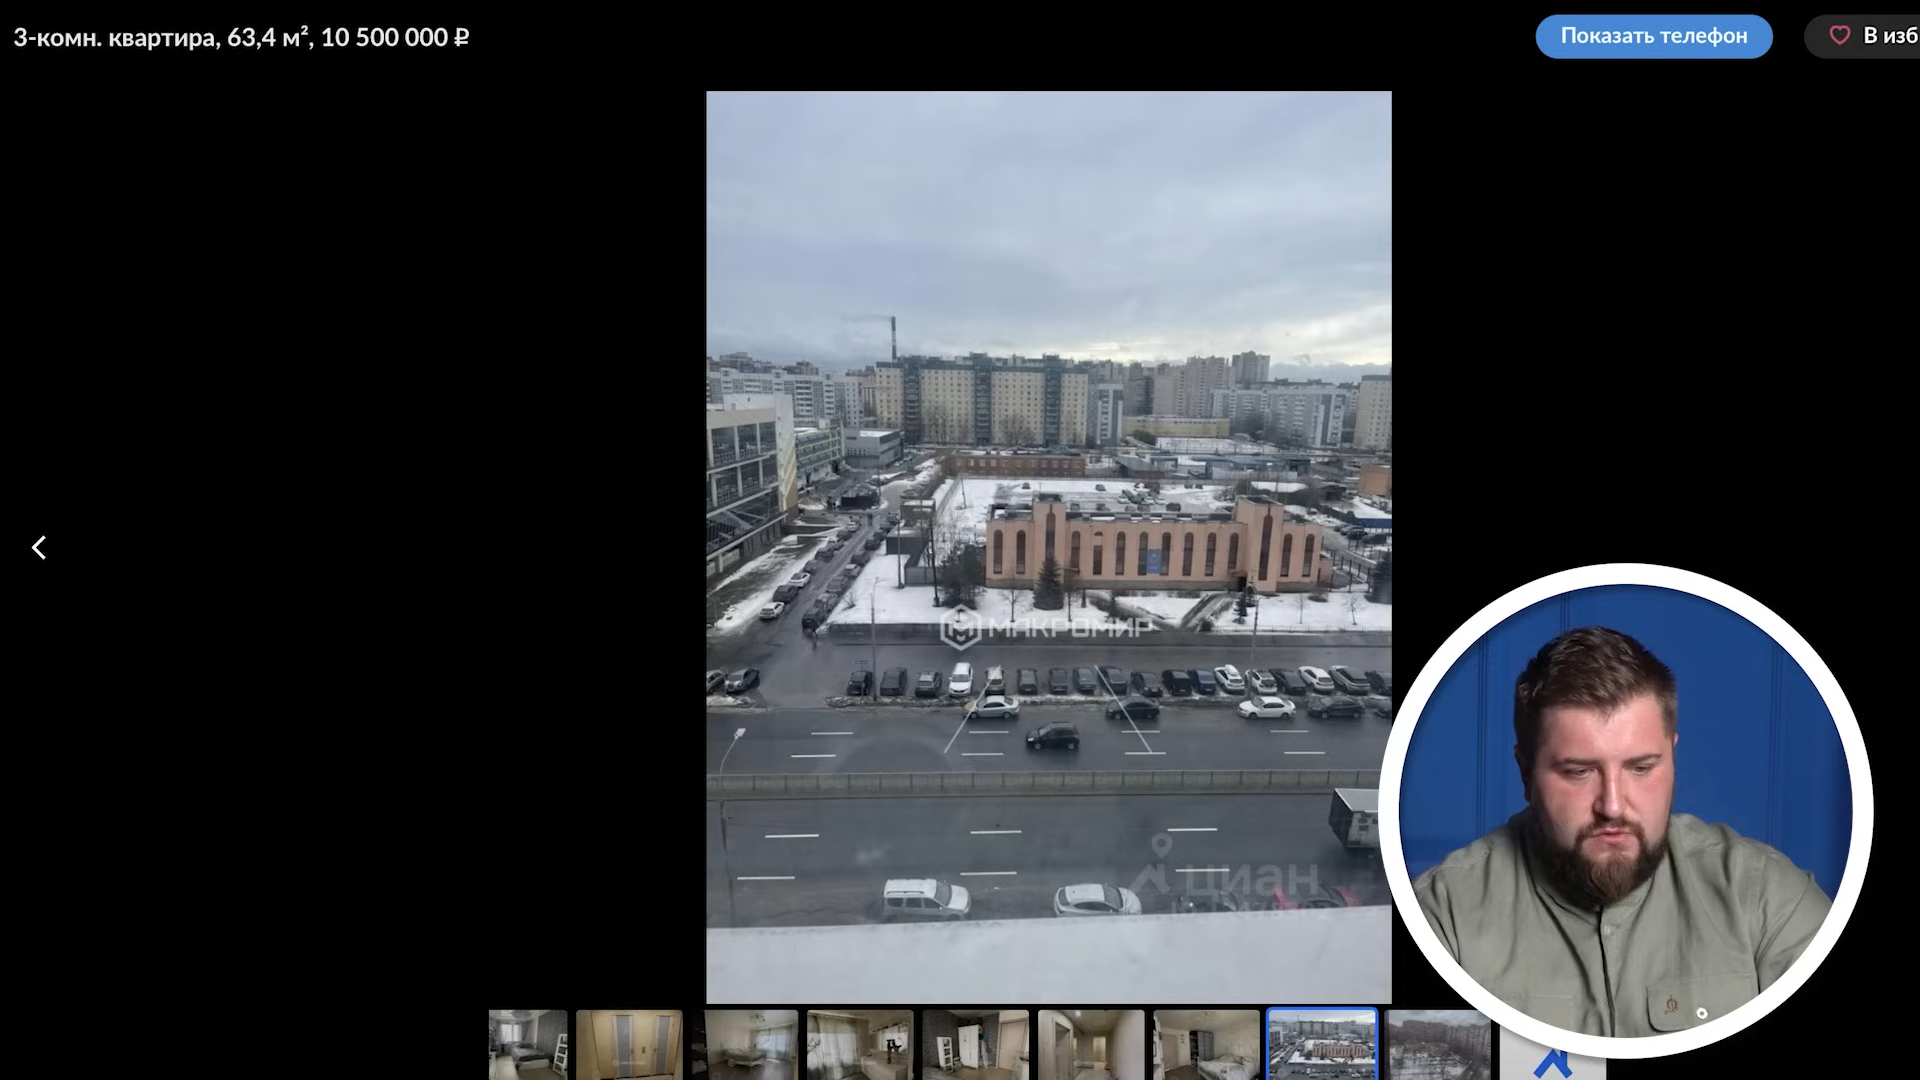 3-комн. квартира, 63,4 м², 10 500 000 ₽
Показать телефон
В изб
МАКРОМИР
циан